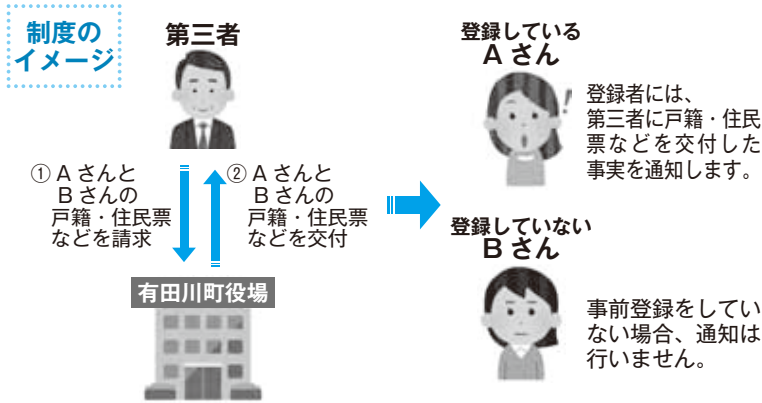 制度の
イメージ
第三者
① A さんと
B さんの
戸籍・住民票
などを請求
② A さんと
B さんの
戸籍・住民票
などを交付
有田川町役場
登録している
A さん
!
登録者には、
第三者に戸籍・住民
票などを交付した
事実を通知します。
登録していない
B さん
事前登録をしてい
ない場合、通知は
行いません。